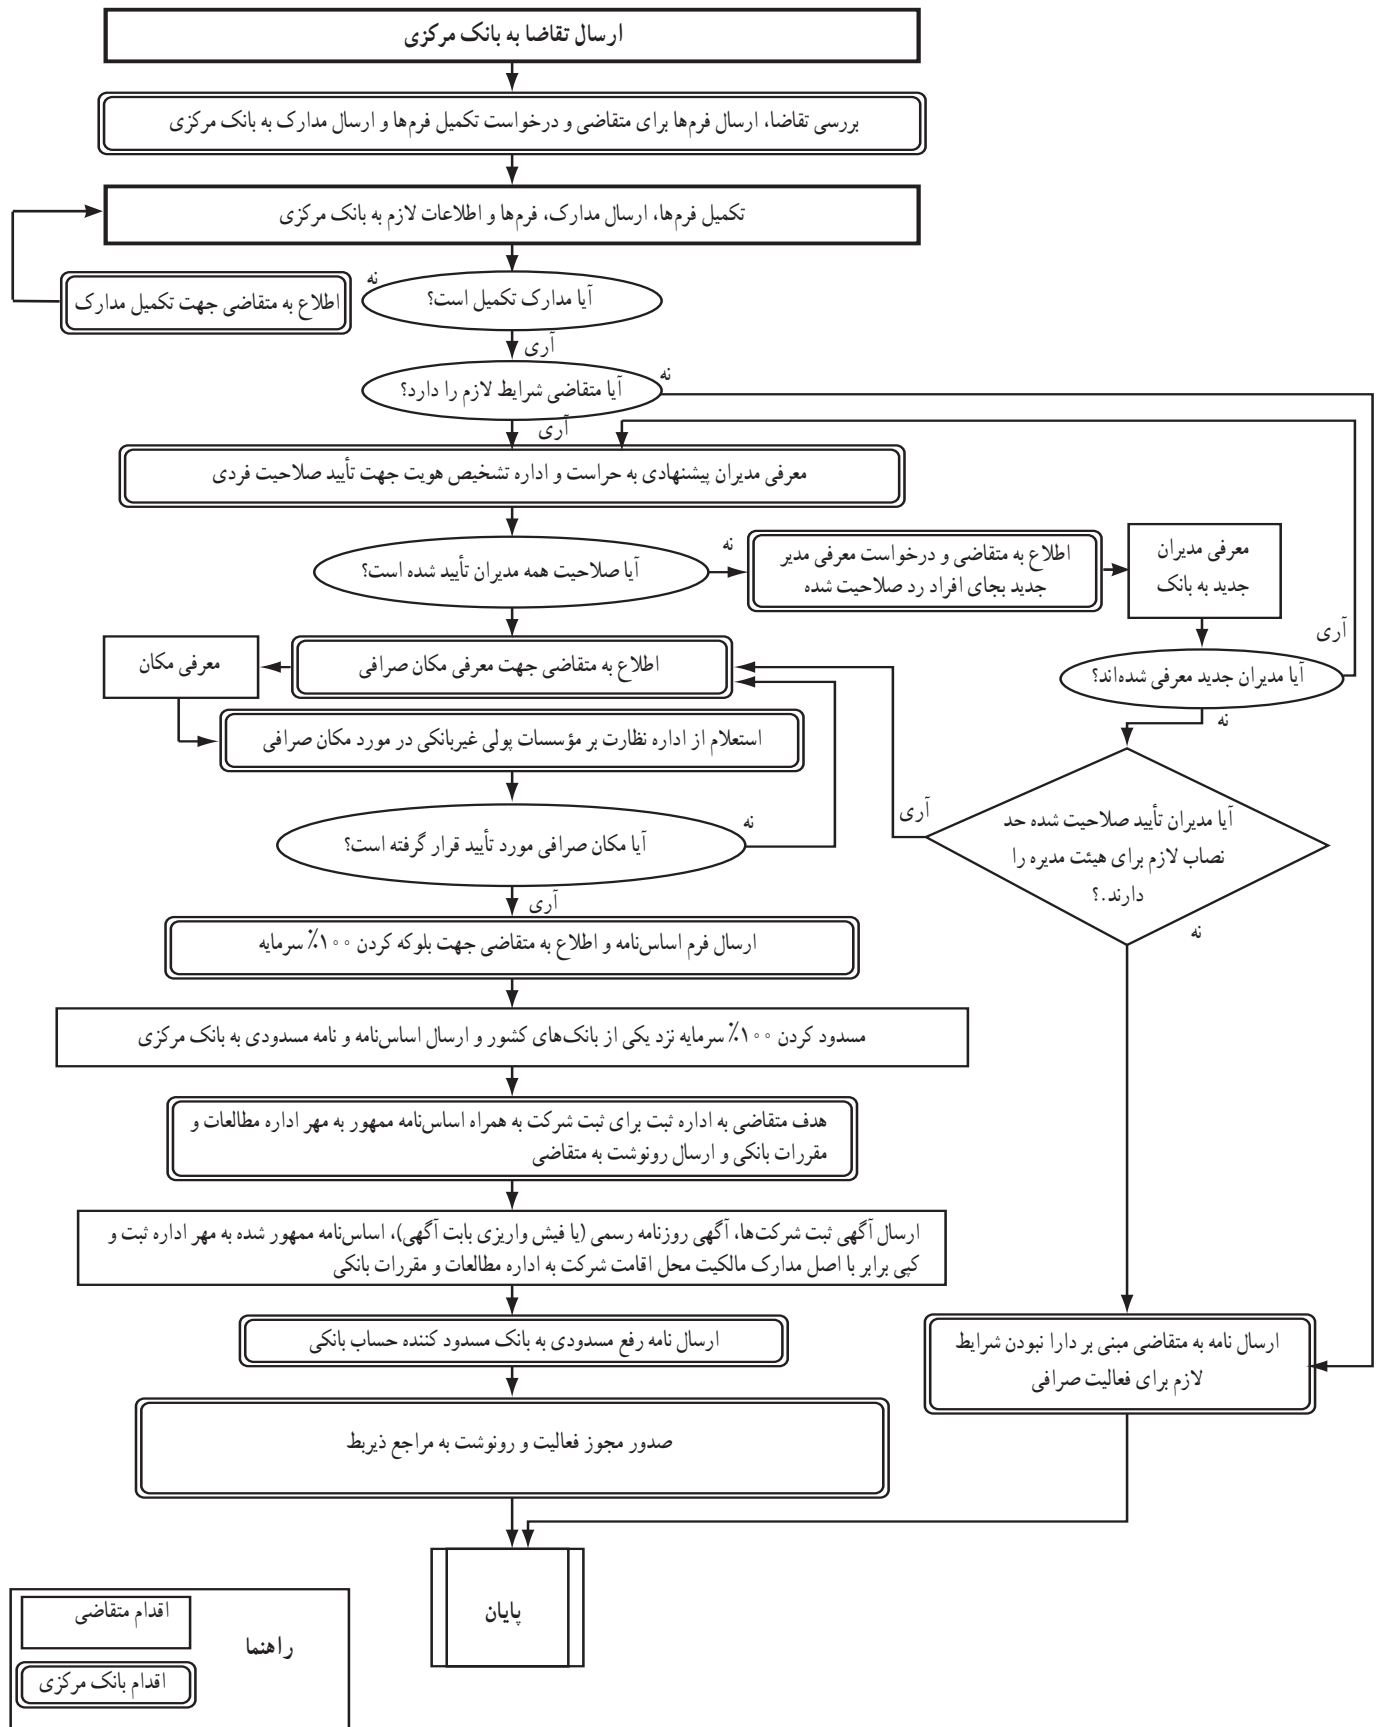 ارسال تقاضا به بانک مرکزی
بررسی تقاضا، ارسال فرم‌ها برای متقاضی و درخواست تکمیل فرم‌ها و ارسال مدارک به بانک مرکزی
تکمیل فرم‌ها، ارسال مدارک، فرم‌ها و اطلاعات لازم به بانک مرکزی
آیا مدارک تکمیل است؟
نه
اطلاع به متقاضی جهت تکمیل مدارک
آری
آیا متقاضی شرایط لازم را دارد؟
نه
آری
معرفی مدیران پیشنهادی به حراست و اداره تشخیص هویت جهت تأیید صلاحیت فردی
آیا صلاحیت همه مدیران تأیید شده است؟
نه
اطلاع به متقاضی و درخواست معرفی مدیر
جدید بجای افراد رد صلاحیت شده
معرفی مدیران
جدید به بانک
آری
آیا مدیران جدید معرفی شده‌اند؟
نه
اطلاع به متقاضی جهت معرفی مکان صرافی
معرفی مکان
استعلام از اداره نظارت بر مؤسسات پولی غیربانکی در مورد مکان صرافی
آیا مدیران تأیید صلاحیت شده حد
نصاب لازم برای هیئت مدیره را
دارند.؟
آری
نه
آیا مکان صرافی مورد تأیید قرار گرفته است؟
نه
آری
ارسال فرم اساس‌نامه و اطلاع به متقاضی جهت بلوکه کردن ۱۰۰٪ سرمایه
مسدود کردن ۱۰۰٪ سرمایه نزد یکی از بانک‌های کشور و ارسال اساس‌نامه و نامه مسدودی به بانک مرکزی
هدف متقاضی به اداره ثبت برای ثبت شرکت به همراه اساس‌نامه ممهور به مهر اداره مطالعات و
مقررات بانکی و ارسال رونوشت به متقاضی
ارسال آگهی ثبت شرکت‌ها، آگهی روزنامه رسمی (یا فیش واریزی بابت آگهی)، اساس‌نامه ممهور شده به مهر اداره ثبت و
کپی برابر با اصل مدارک مالکیت محل اقامت شرکت به اداره مطالعات و مقررات بانکی
ارسال نامه رفع مسدودی به بانک مسدود کننده حساب بانکی
ارسال نامه به متقاضی مبنی بر دارا نبودن شرایط
لازم برای فعالیت صرافی
صدور مجوز فعالیت و رونوشت به مراجع ذیربط
پایان
راهنما
اقدام متقاضی
اقدام بانک مرکزی